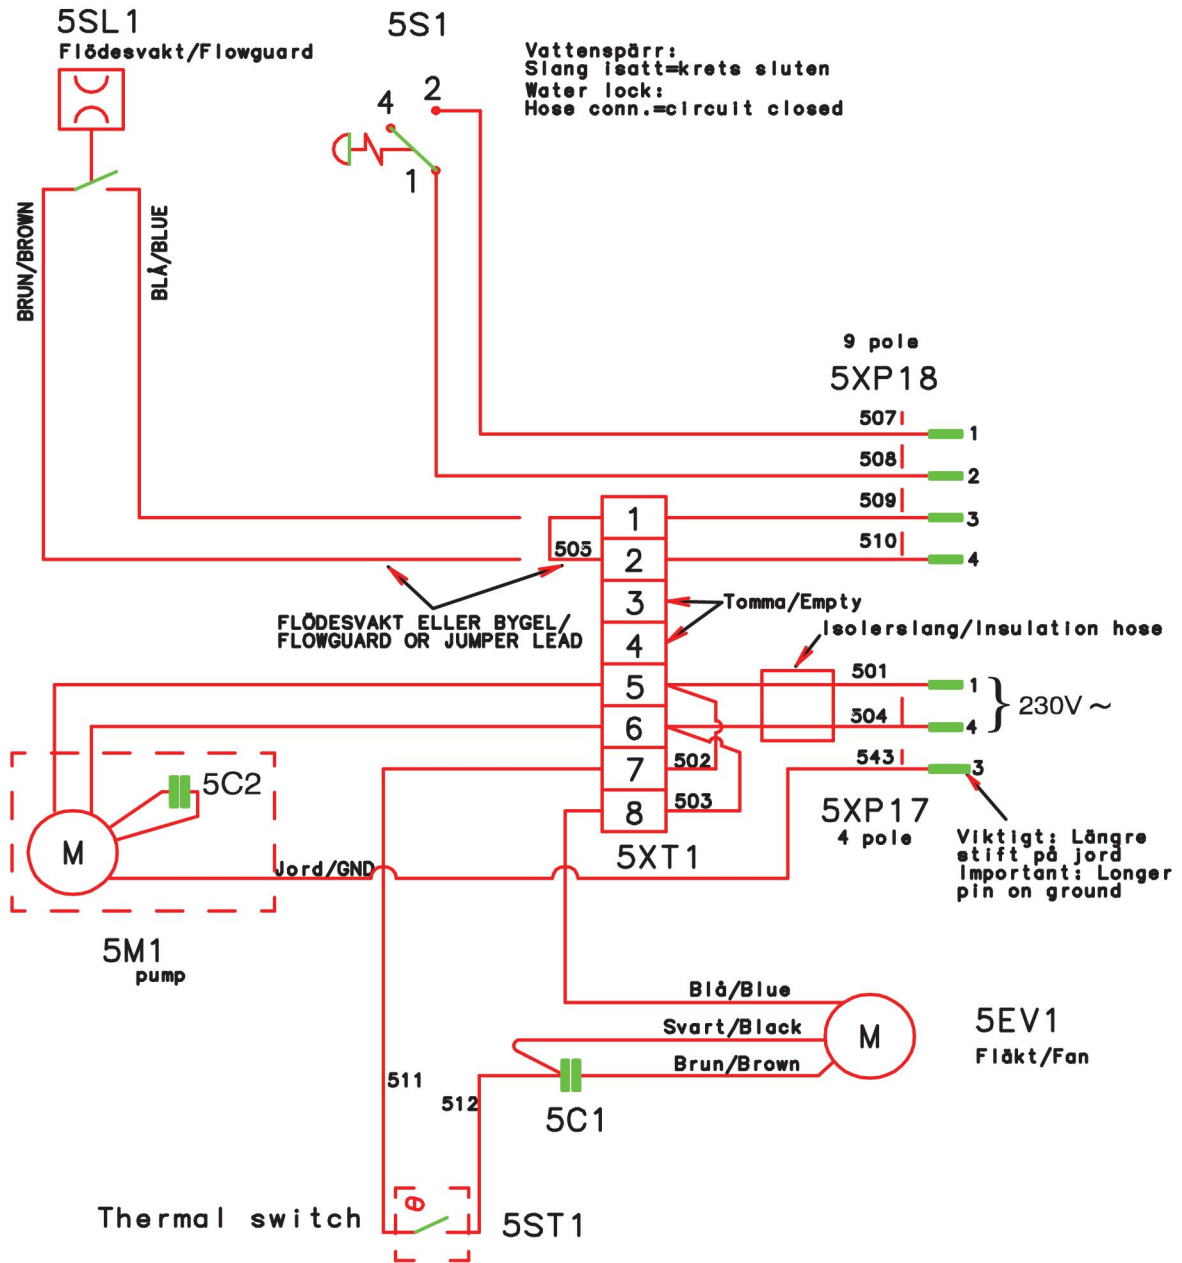 5SL1
Flödesvakt/Flowguard
5S1
Vattenspärr:
Slang isatt=krets sluten
Water lock:
Hose conn.=circuit closed
4
2
1
BRUN/BROWN
BLÅ/BLUE
9 pole
5XP18
507
1
508
2
509
3
510
4
1
505
2
3
4
5
6
7
8
Tomma/Empty
FLÖDESVAKT ELLER BYGEL/
FLOWGUARD OR JUMPER LEAD
Isolerslang/Insulation hose
501
1
504
4
230V ~
543
3
502
503
5XT1
5XP17
4 pole
Viktigt: Längre
stift på jord
Important: Longer
pin on ground
5C2
M
Jord/GND
5M1
pump
Blå/Blue
Svart/Black
Brun/Brown
M
5EV1
Fläkt/Fan
511
512
5C1
Thermal switch
θ
5ST1